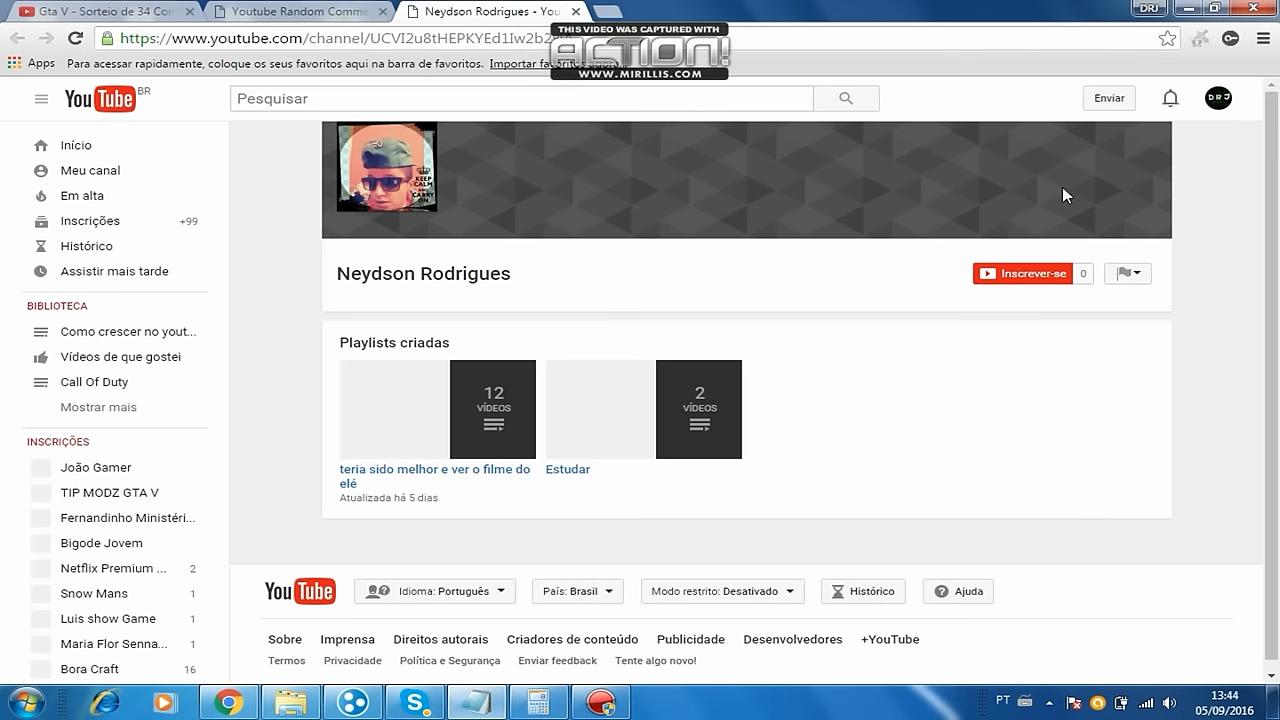 Gta V - Sorteio de 34 Con
Youtube Random Comme
Neydson Rodrigues - You
DRJ
https://www.youtube.com/channel/
THIS VIDEO WAS CAPTURED WITH
ACTION!
WWW.MIRILLIS.COM
Apps
Para acessar rapidamente, coloque os seus favoritos aqui na barra de favoritos. Importar favoritos
YouTube BR
Pesquisar
Enviar
DRJ
Início
Meu canal
Em alta
Inscrições +99
Histórico
Assistir mais tarde
BIBLIOTECA
Como crescer no yout...
Vídeos de que gostei
Call Of Duty
Mostrar mais
INSCRIÇÕES
João Gamer
TIP MODZ GTA V
Fernandinho Ministéri...
Bigode Jovem
Netflix Premium ... 2
Snow Mans 1
Luis show Game 1
Maria Flor Senna... 1
Bora Craft 16
KEEP
CALM
AND
CARRY
ON
Neydson Rodrigues
Inscrever-se 0
Playlists criadas
12
VÍDEOS
teria sido melhor e ver o filme do
elé
Atualizada há 5 dias
2
VÍDEOS
Estudar
YouTube
Idioma: Português
País: Brasil
Modo restrito: Desativado
Histórico
Ajuda
Sobre Imprensa Direitos autorais Criadores de conteúdo Publicidade Desenvolvedores +YouTube
Termos Privacidade Política e Segurança Enviar feedback Tente algo novo!
PT
13:44
05/09/2016